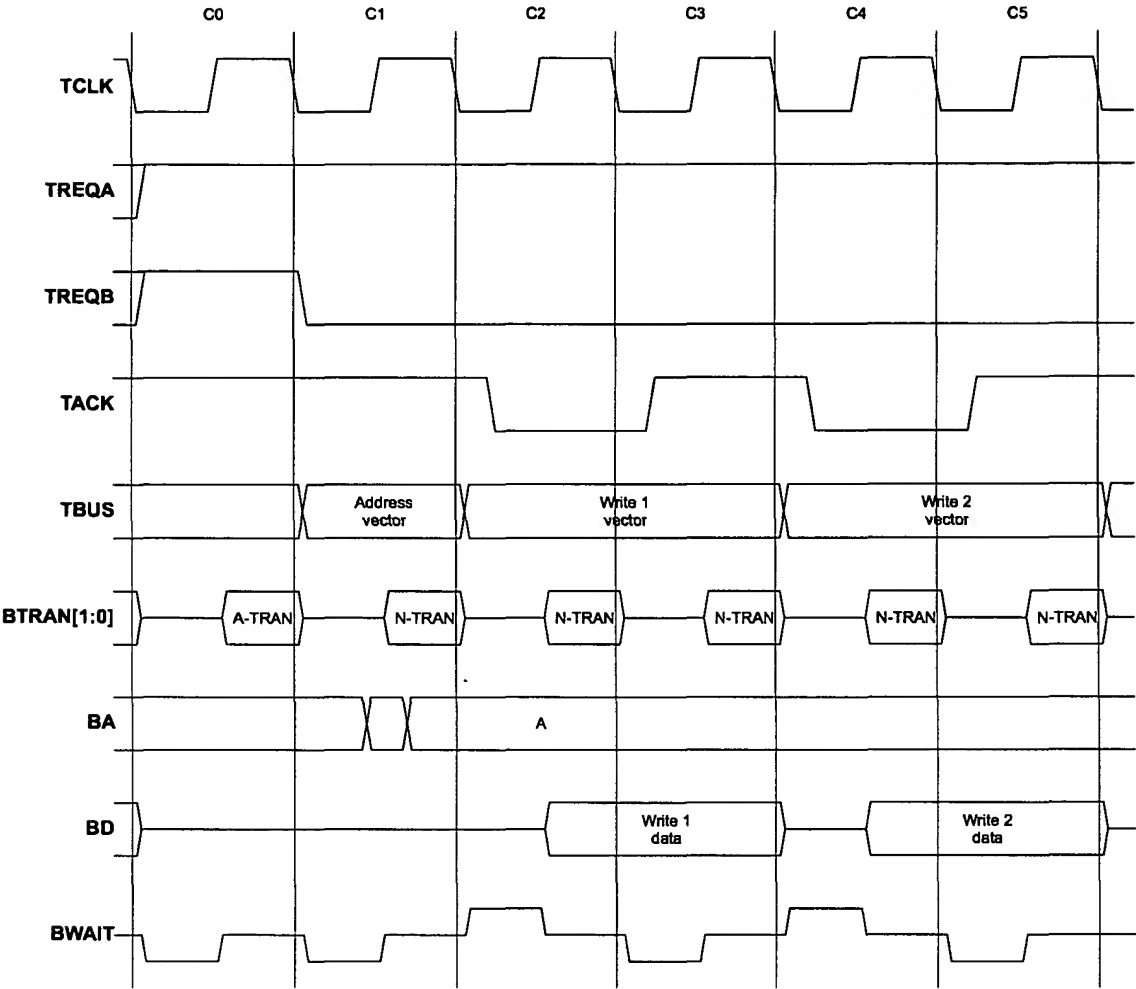 C0 C1 C2 C3 C4 C5
TCLK
TREQA
TREQB
TACK
TBUS
Address
vector
Write 1
vector
Write 2
vector
BTRAN[1:0]
A-TRAN N-TRAN N-TRAN N-TRAN N-TRAN N-TRAN
BA
A
BD
Write 1
data
Write 2
data
BWAIT